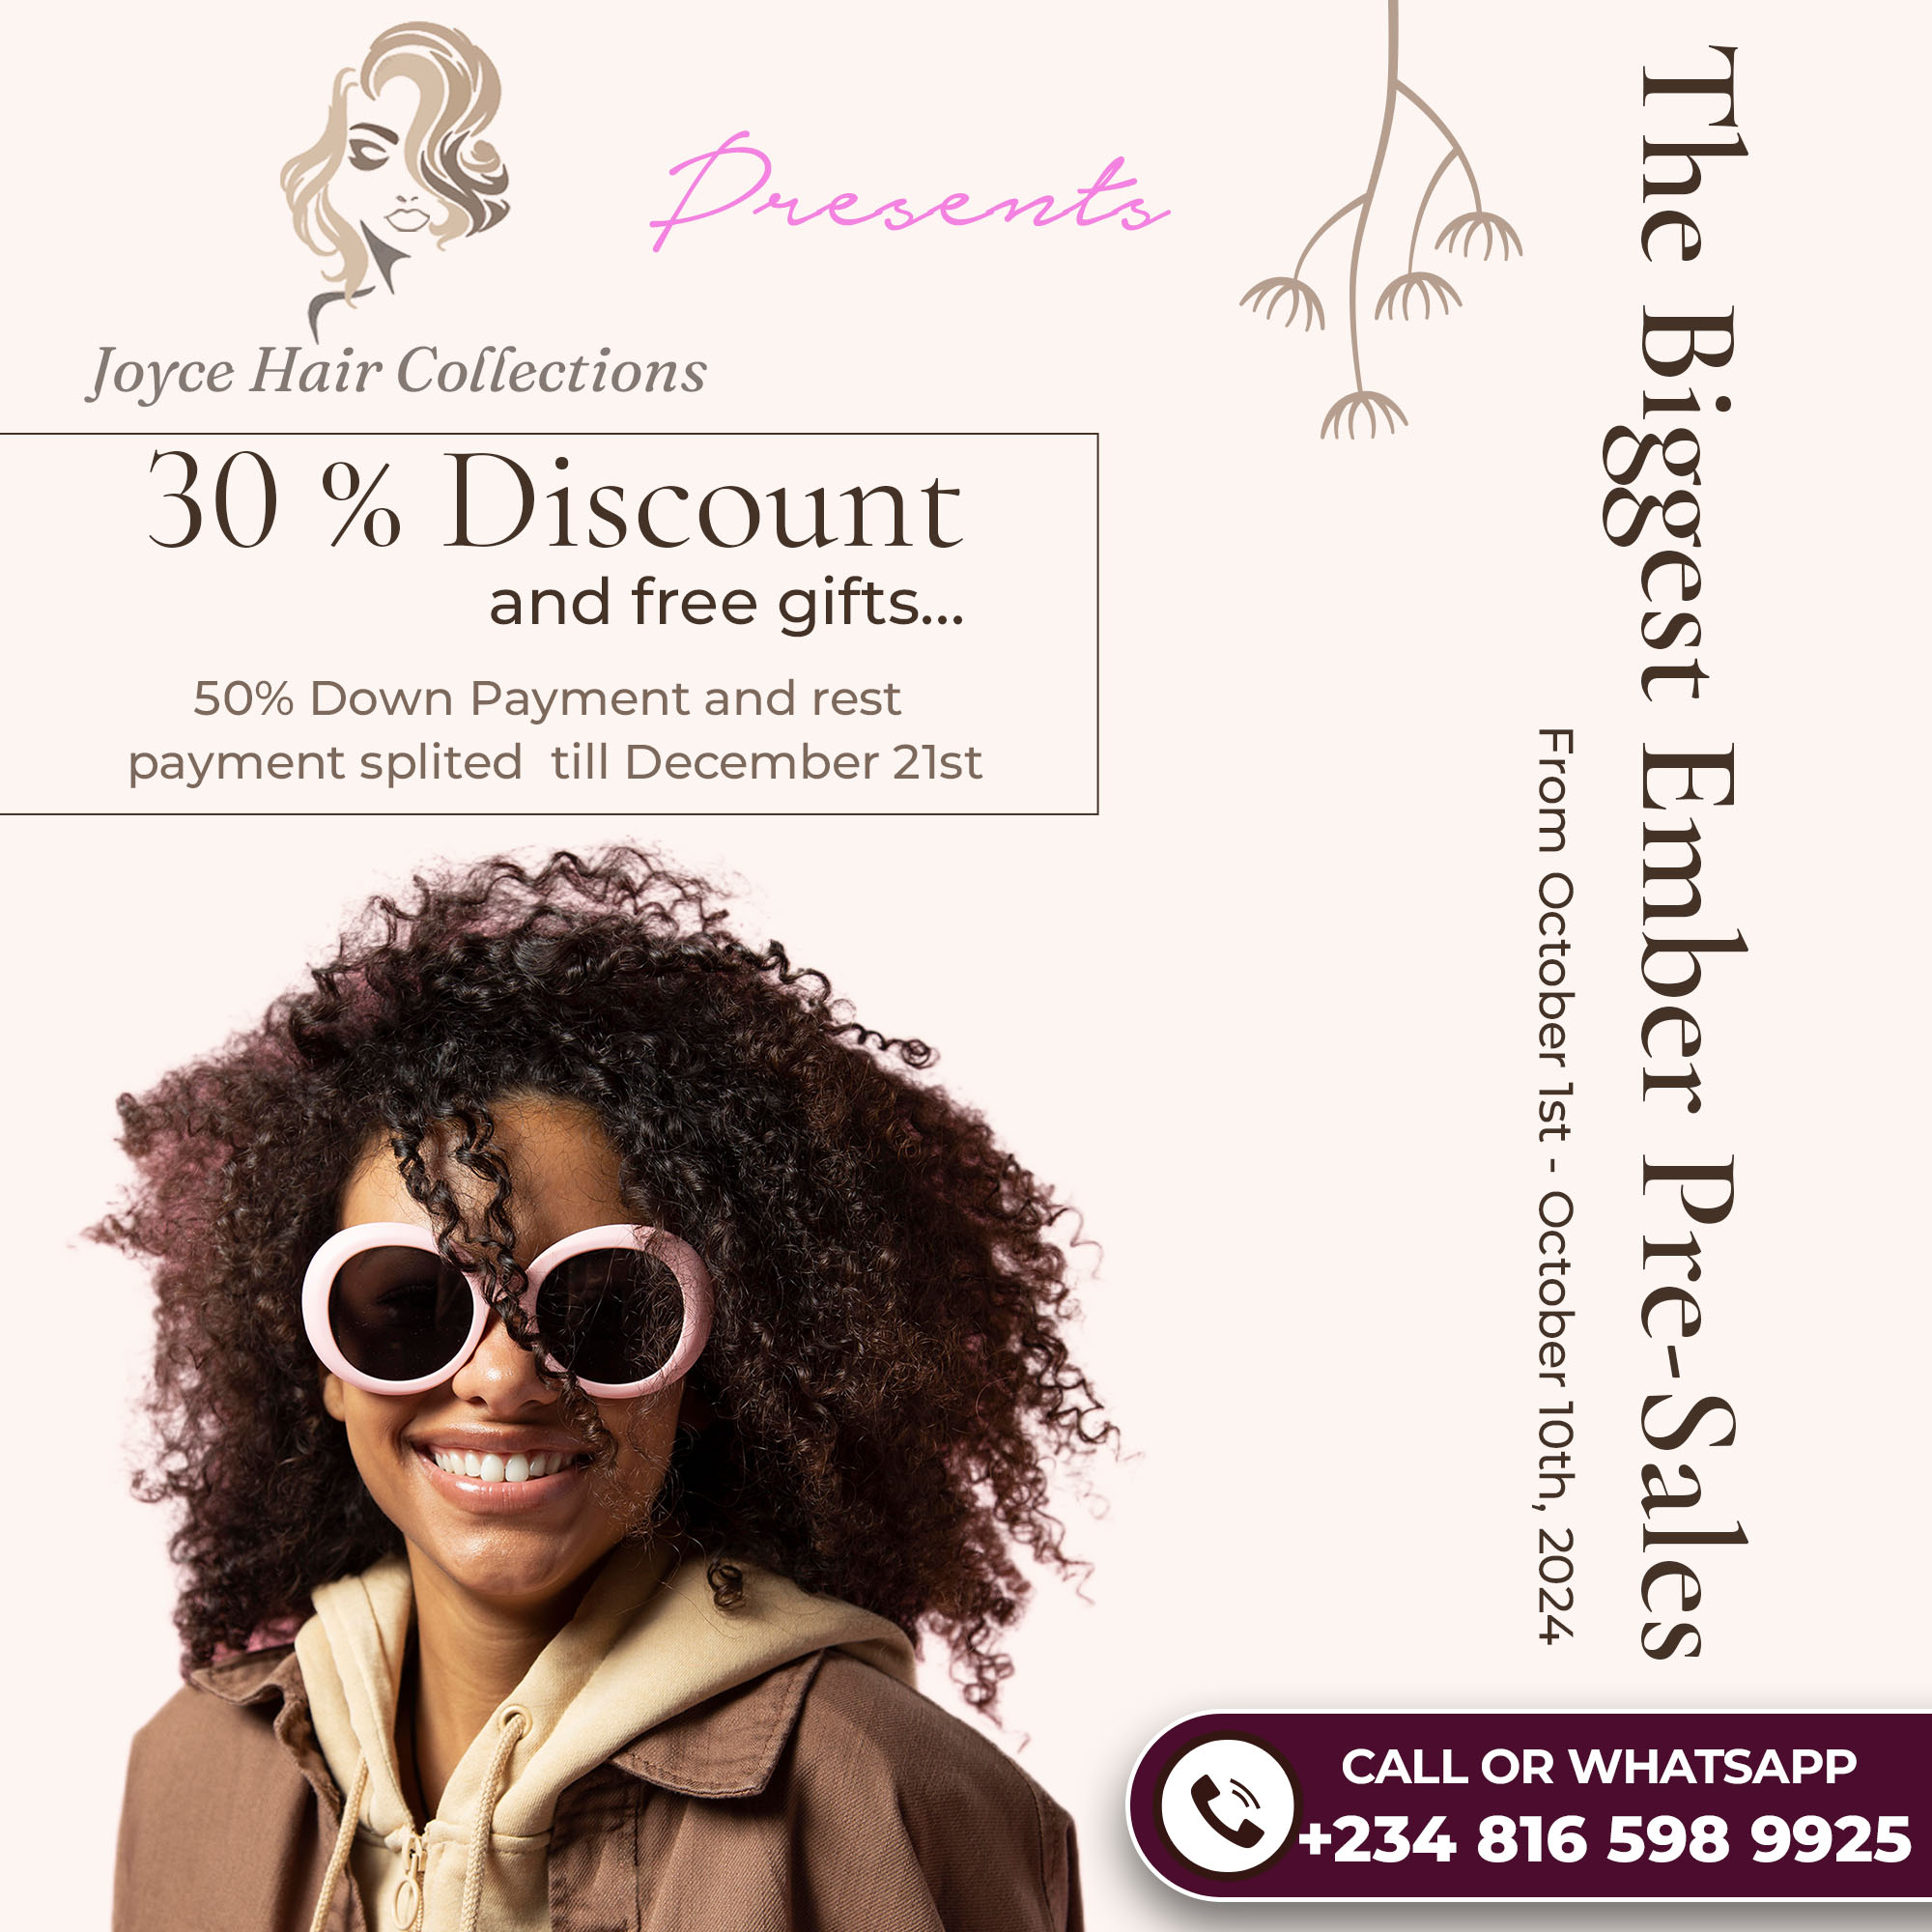 Presents
Joyce Hair Collections
30 % Discount
and free gifts...
50% Down Payment and rest
payment splited  till December 21st
The Biggest Ember Pre-Sales
From October 1st - October 10th, 2024
CALL OR WHATSAPP
+234 816 598 9925